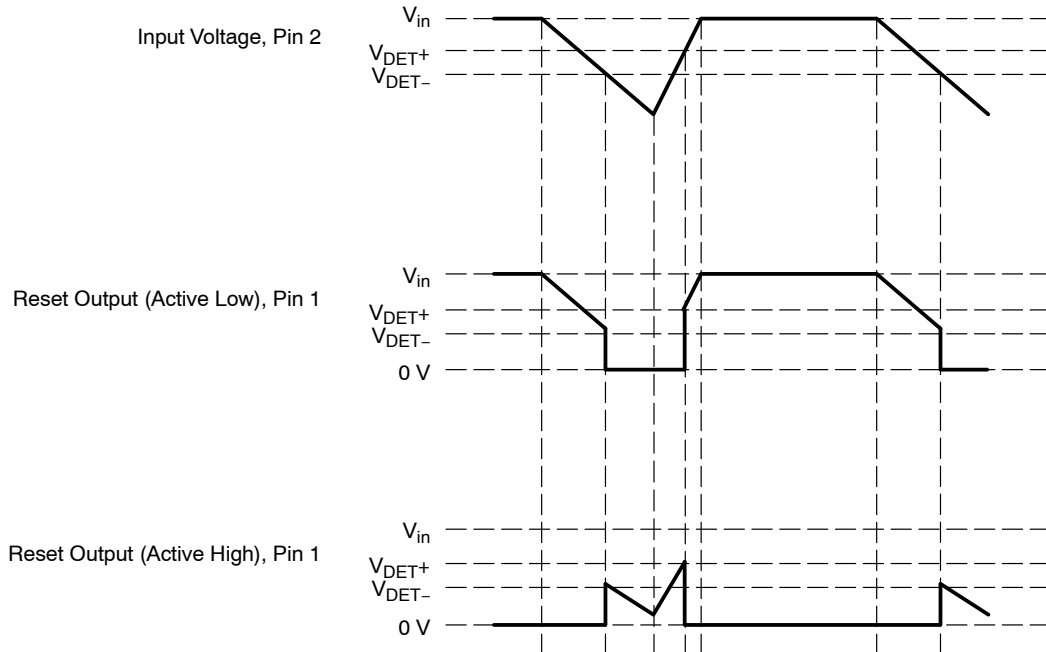 Input Voltage, Pin 2
V_in
V_DET+
V_DET−
Reset Output (Active Low), Pin 1
V_in
V_DET+
V_DET−
0 V
Reset Output (Active High), Pin 1
V_in
V_DET+
V_DET−
0 V